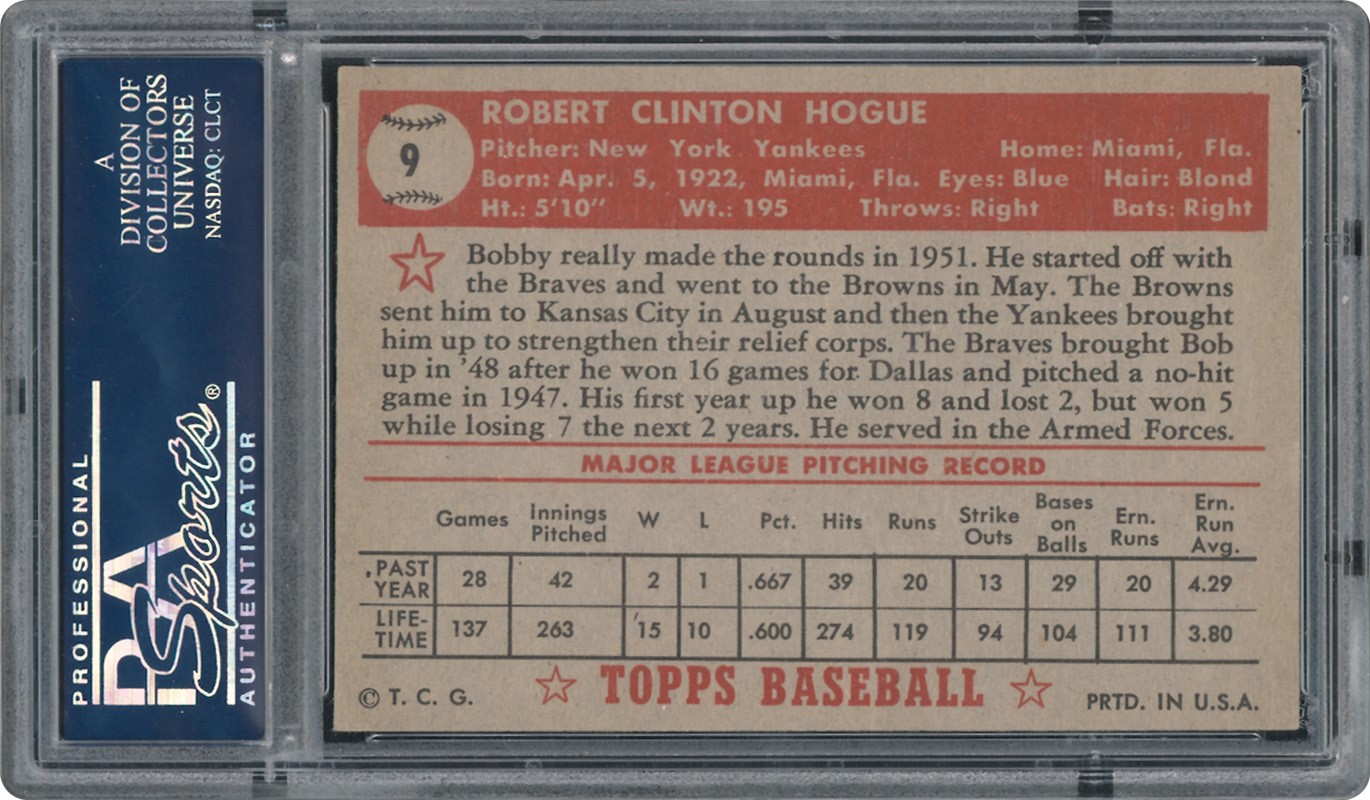 A
DIVISION OF
COLLECTORS
UNIVERSE
NASDAQ: CLCT
PROFESSIONAL
PSA
Sports®
AUTHENTICATOR
9
ROBERT CLINTON HOGUE
Pitcher: New York Yankees Home: Miami, Fla.
Born: Apr. 5, 1922, Miami, Fla. Eyes: Blue Hair: Blond
Ht.: 5'10" Wt.: 195 Throws: Right Bats: Right
Bobby really made the rounds in 1951. He started off with
the Braves and went to the Browns in May. The Browns
sent him to Kansas City in August and then the Yankees brought
him up to strengthen their relief corps. The Braves brought Bob
up in '48 after he won 16 games for Dallas and pitched a no-hit
game in 1947. His first year up he won 8 and lost 2, but won 5
while losing 7 the next 2 years. He served in the Armed Forces.
MAJOR LEAGUE PITCHING RECORD
Games Innings Pitched W L Pct. Hits Runs Strike Outs Bases on Balls Ern. Runs Ern. Run Avg.
PAST YEAR 28 42 2 1 .667 39 20 13 29 20 4.29
LIFE-TIME 137 263 15 10 .600 274 119 94 104 111 3.80
© T. C. G. TOPPS BASEBALL PRTD. IN U.S.A.